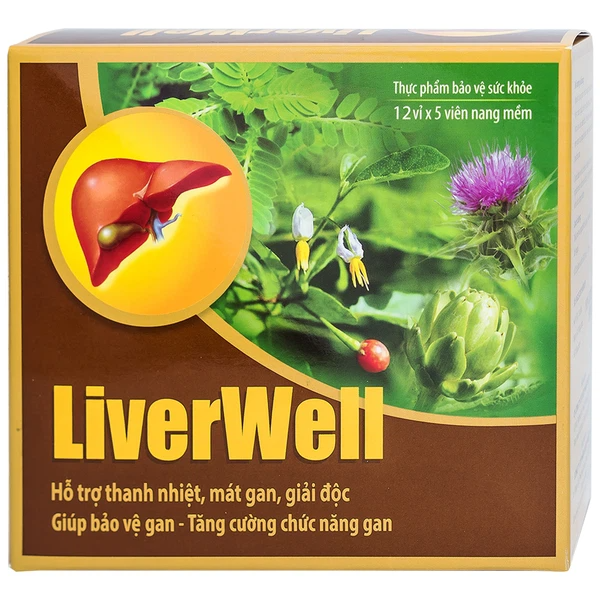 LiverWell
Thực phẩm bảo vệ sức khỏe
12 vỉ x 5 viên nang mềm
LiverWell
Hỗ trợ thanh nhiệt, mát gan, giải độc
Giúp bảo vệ gan - Tăng cường chức năng gan